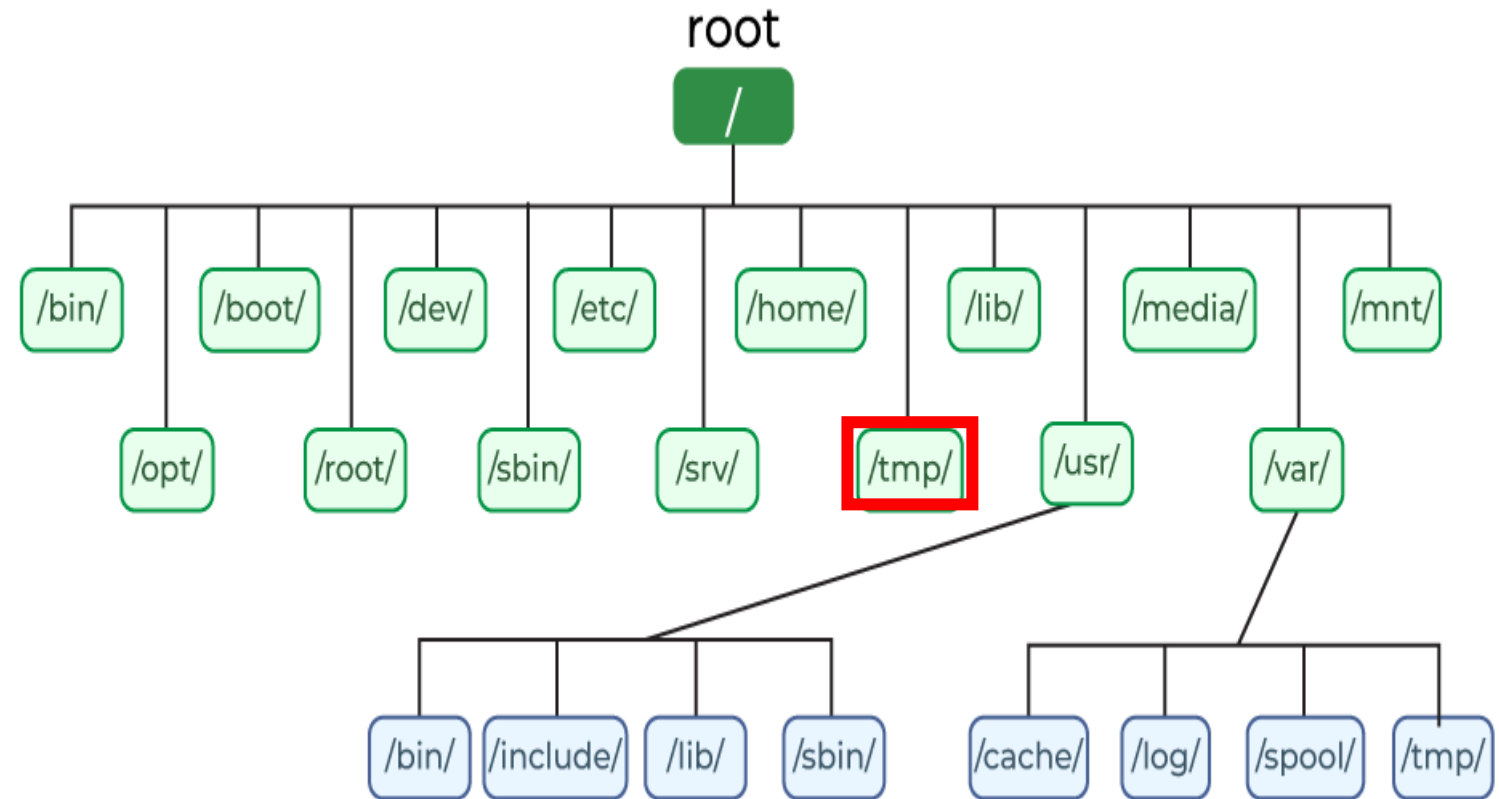 root
/
/bin/
/boot/
/dev/
/etc/
/home/
/lib/
/media/
/mnt/
/opt/
/root/
/sbin/
/srv/
/tmp/
/usr/
/var/
/bin/
/include/
/lib/
/sbin/
/cache/
/log/
/spool/
/tmp/